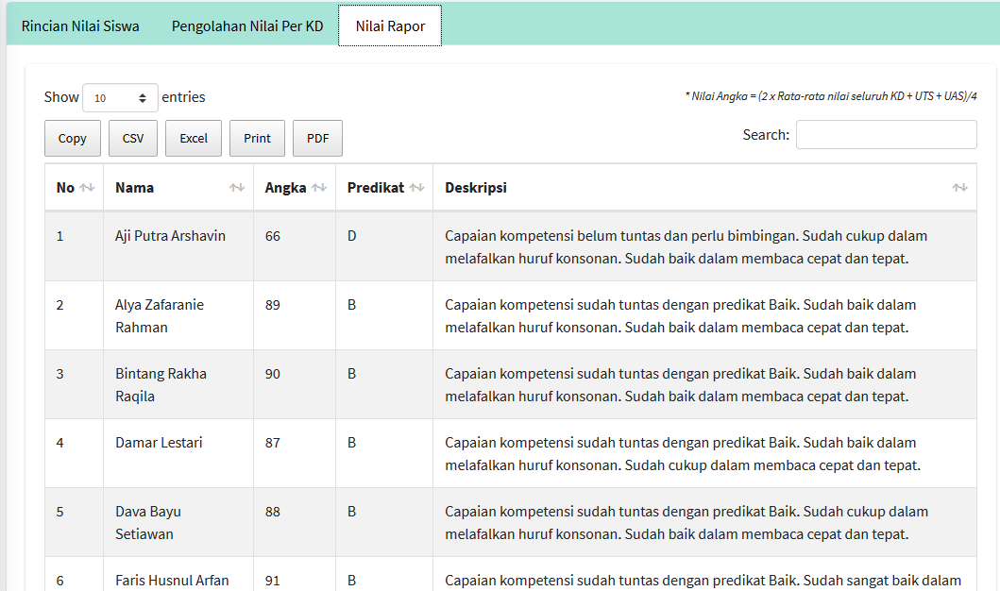 Rincian Nilai Siswa Pengolahan Nilai Per KD Nilai Rapor
Show 10 entries
* Nilai Angka = (2 x Rata-rata nilai seluruh KD + UTS + UAS)/4
Copy CSV Excel Print PDF
Search:
No Nama Angka Predikat Deskripsi
1 Aji Putra Arshavin 66 D Capaian kompetensi belum tuntas dan perlu bimbingan. Sudah cukup dalam
melafalkan huruf konsonan. Sudah baik dalam membaca cepat dan tepat.
2 Alya Zafaranie 89 B Capaian kompetensi sudah tuntas dengan predikat Baik. Sudah baik dalam
Rahman melafalkan huruf konsonan. Sudah baik dalam membaca cepat dan tepat.
3 Bintang Rakha 90 B Capaian kompetensi sudah tuntas dengan predikat Baik. Sudah baik dalam
Raqila melafalkan huruf konsonan. Sudah baik dalam membaca cepat dan tepat.
4 Damar Lestari 87 B Capaian kompetensi sudah tuntas dengan predikat Baik. Sudah baik dalam
melafalkan huruf konsonan. Sudah cukup dalam membaca cepat dan tepat.
5 Dava Bayu 88 B Capaian kompetensi sudah tuntas dengan predikat Baik. Sudah cukup dalam
Setiawan melafalkan huruf konsonan. Sudah baik dalam membaca cepat dan tepat.
6 Faris Husnul Arfan 91 B Capaian kompetensi sudah tuntas dengan predikat Baik. Sudah sangat baik dalam